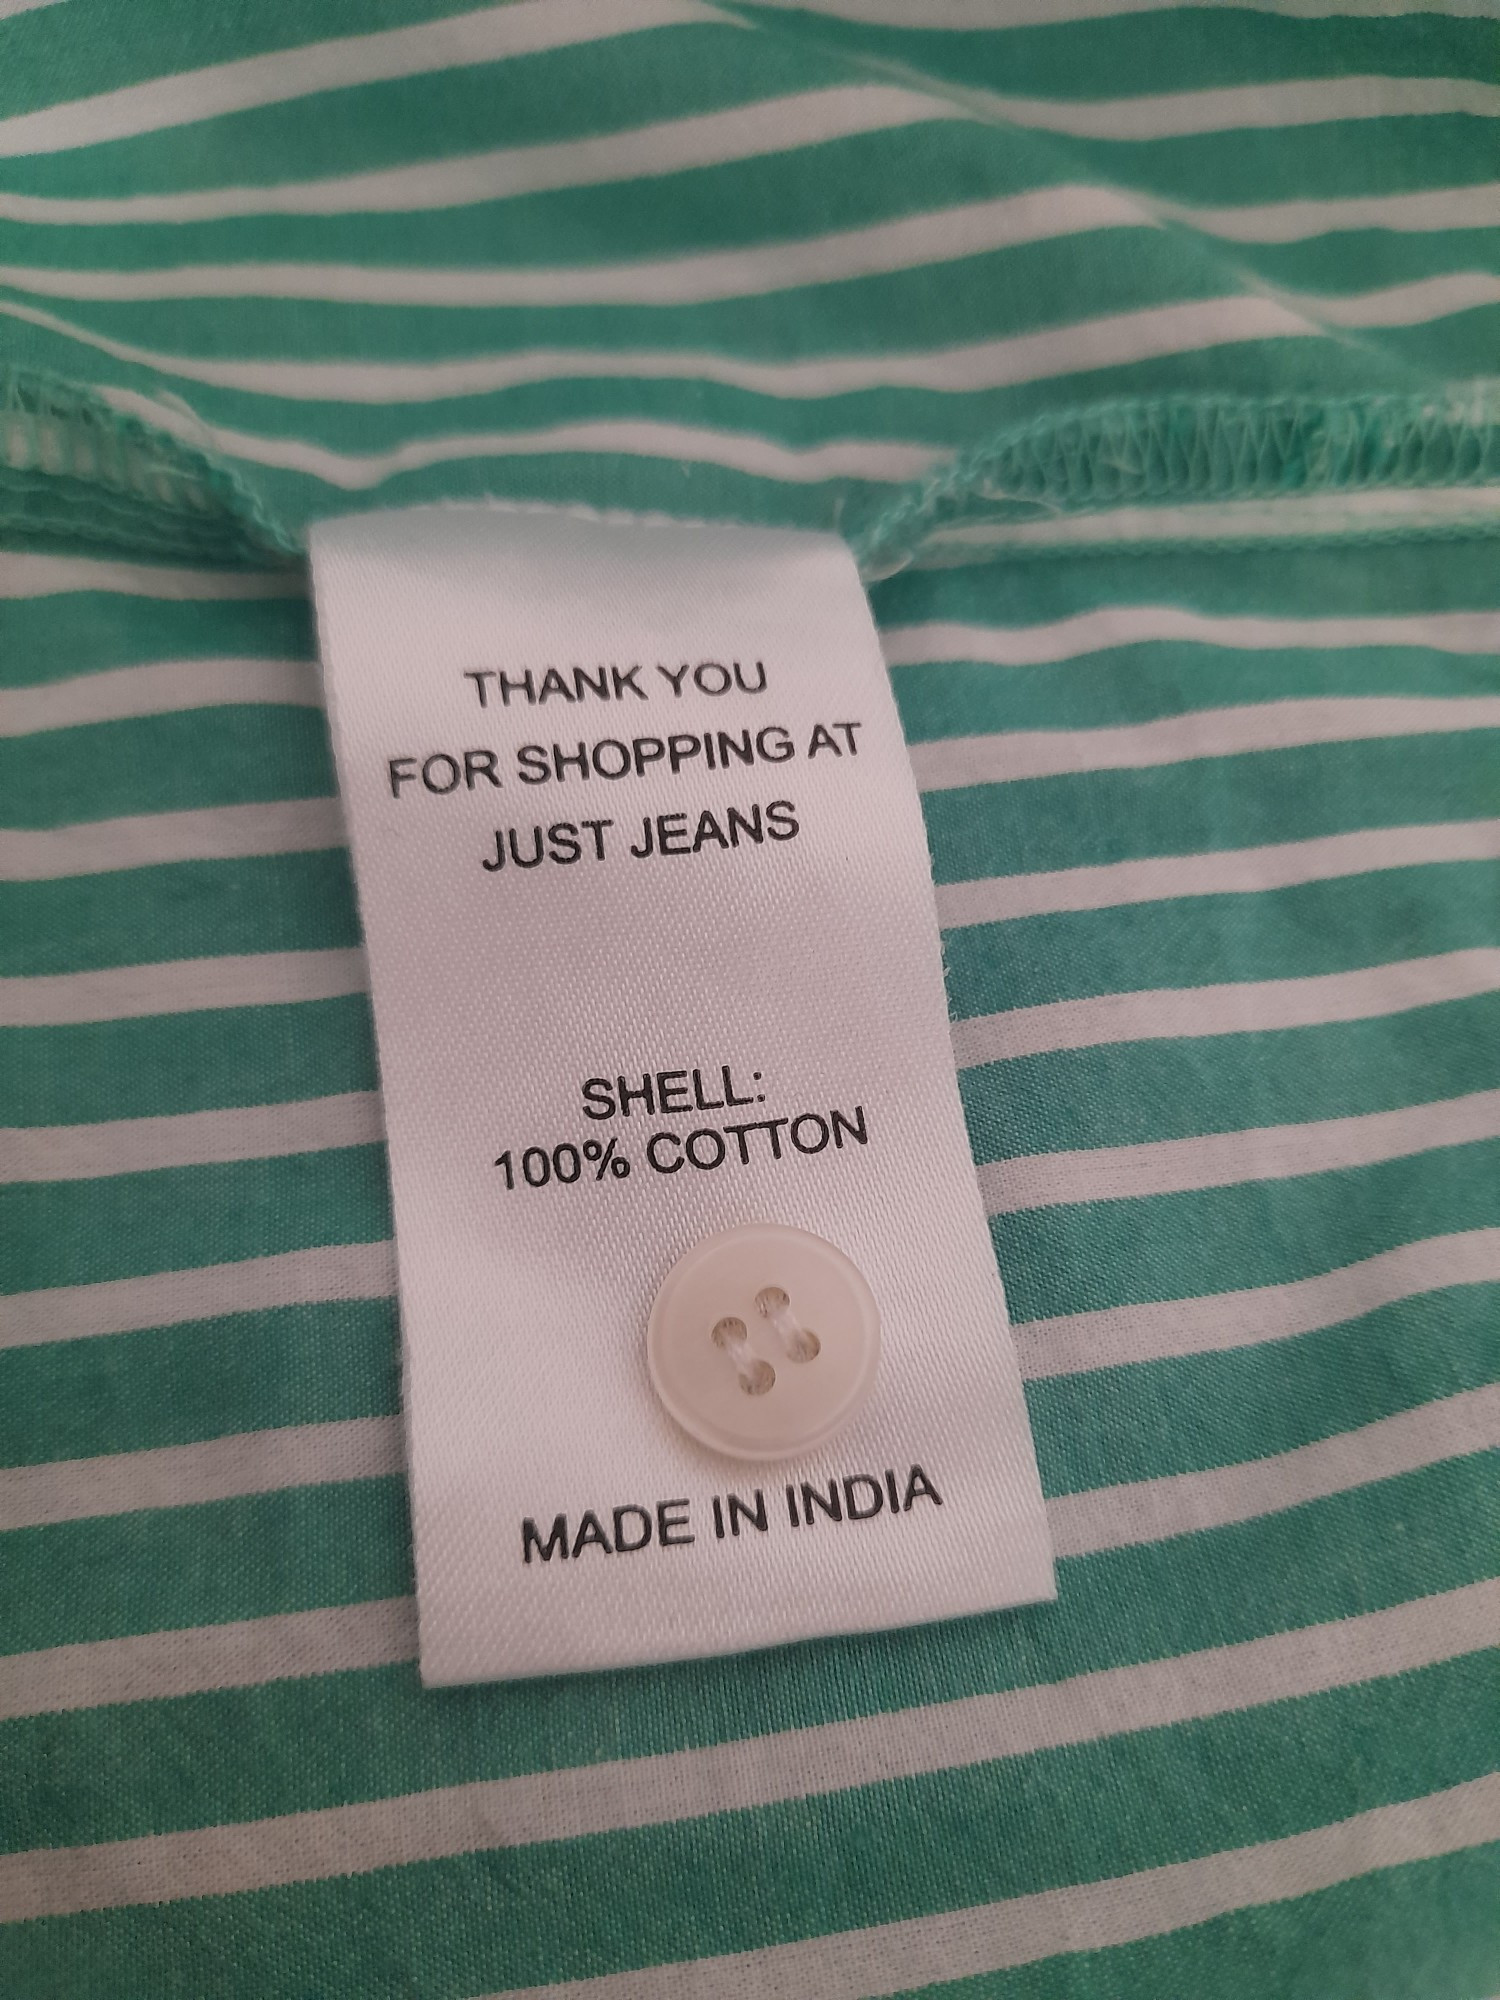 THANK YOU
FOR SHOPPING AT
JUST JEANS
SHELL:
100% COTTON
MADE IN INDIA